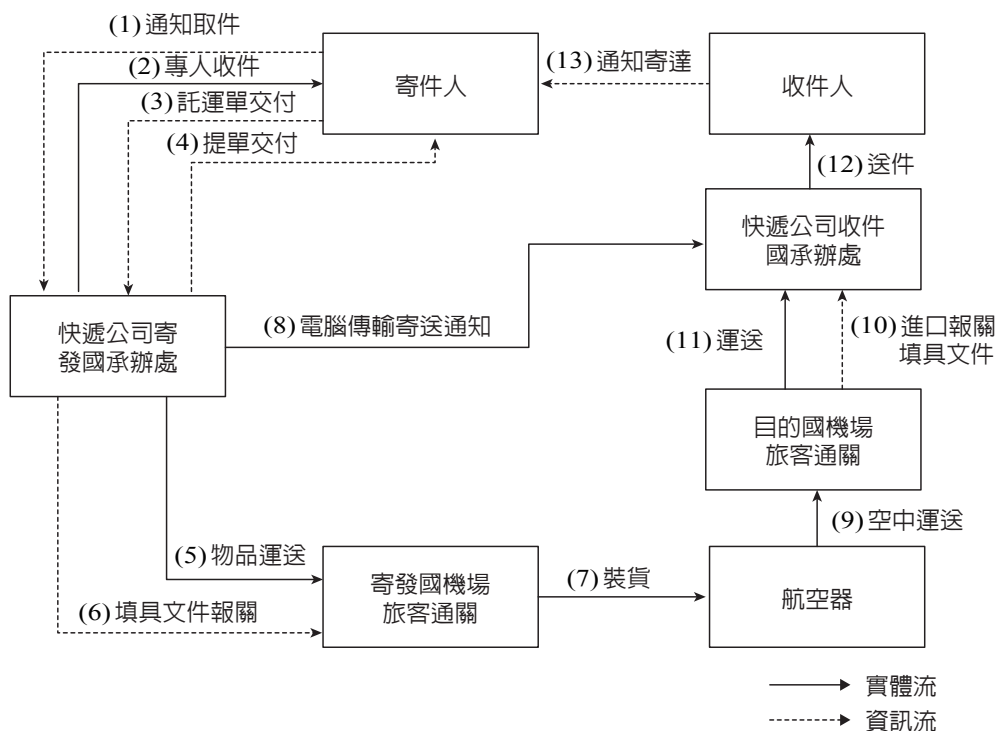 (1) 通知取件
(2) 專人收件
(3) 託運單交付
(4) 提單交付
寄件人
(13) 通知寄達
收件人
(12) 送件
快遞公司收件
國承辦處
快遞公司寄
發國承辦處
(8) 電腦傳輸寄送通知
(11) 運送
(10) 進口報關
填具文件
目的國機場
旅客通關
(9) 空中運送
(5) 物品運送
(6) 填具文件報關
寄發國機場
旅客通關
(7) 裝貨
航空器
實體流
資訊流